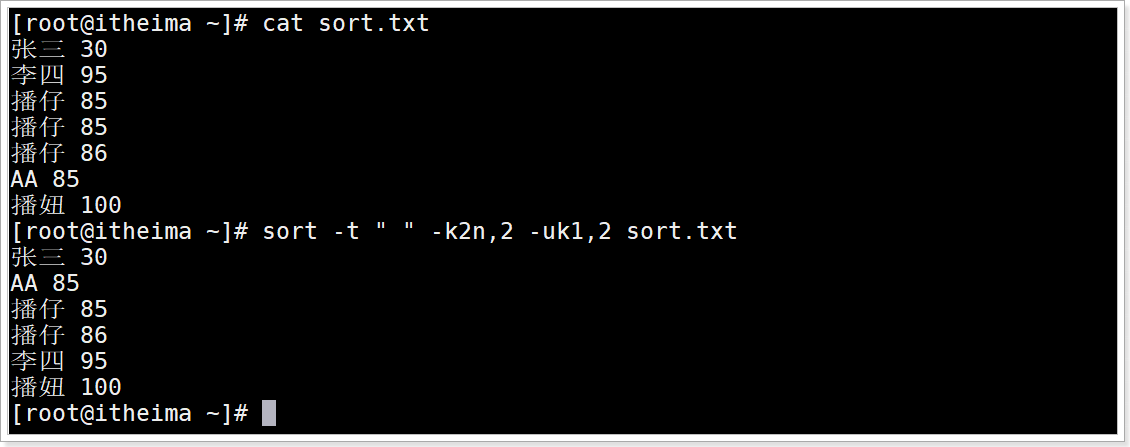 [root@itheima ~]# cat sort.txt
张三 30
李四 95
播仔 85
播仔 85
播仔 86
AA 85
播妞 100
[root@itheima ~]# sort -t " " -k2n,2 -uk1,2 sort.txt
张三 30
AA 85
播仔 85
播仔 86
李四 95
播妞 100
[root@itheima ~]#